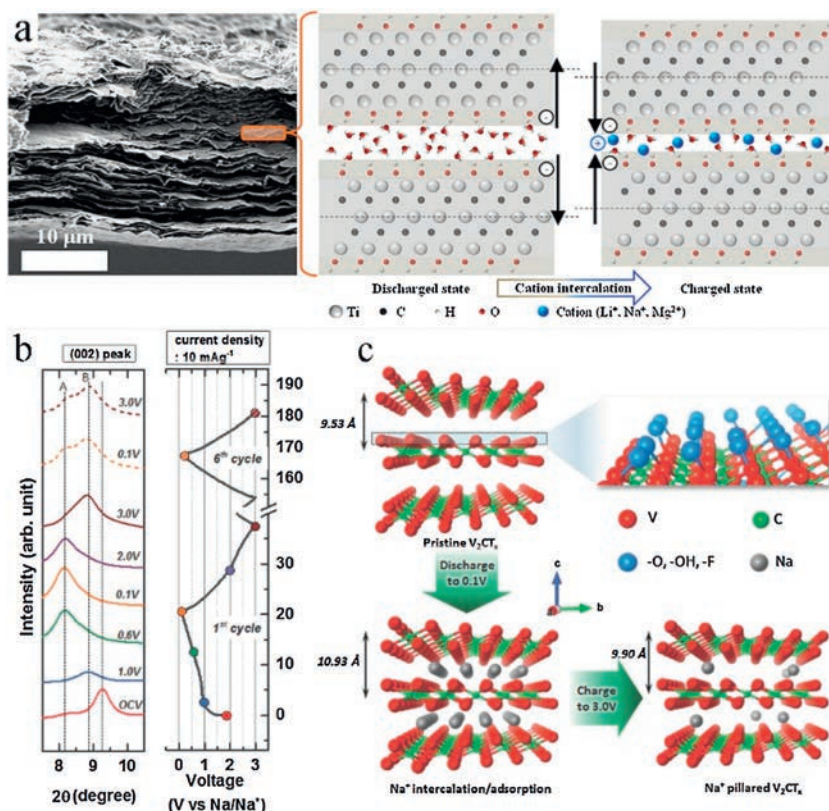 a
10 μm
Discharged state
Cation intercalation
Charged state
Ti C H O Cation (Li⁺, Na⁺, Mg²⁺)
b
(002) peak
current density
: 10 mAg⁻¹
A
B
3.0V
0.1V
3.0V
2.0V
0.1V
0.6V
1.0V
OCV
Intensity (arb. unit)
8 9 10
2θ (degree)
6th cycle
1st cycle
190
180
170
160
30
20
10
0
0 1 2 3
Voltage
(V vs Na/Na⁺)
c
9.53 Å
Pristine V₂CTₓ
V
C
-O, -OH, -F
Na
Discharge
to 0.1V
c
b
10.93 Å
Na⁺ intercalation/adsorption
Charge
to 3.0V
9.90 Å
Na⁺ pillared V₂CTₓ